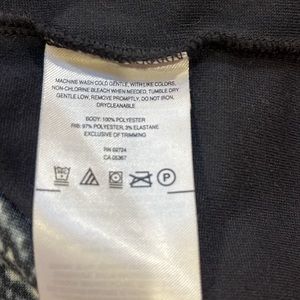 MACHINE WASH COLD GENTLE, WITH LIKE COLORS,
NON-CHLORINE BLEACH WHEN NEEDED, TUMBLE DRY
GENTLE LOW, REMOVE PROMPTLY, DO NOT IRON,
DRYCLEANABLE
BODY: 100% POLYESTER
RIB: 97% POLYESTER, 3% ELASTANE
EXCLUSIVE OF TRIMMING
RN 92724
CA 05367
P